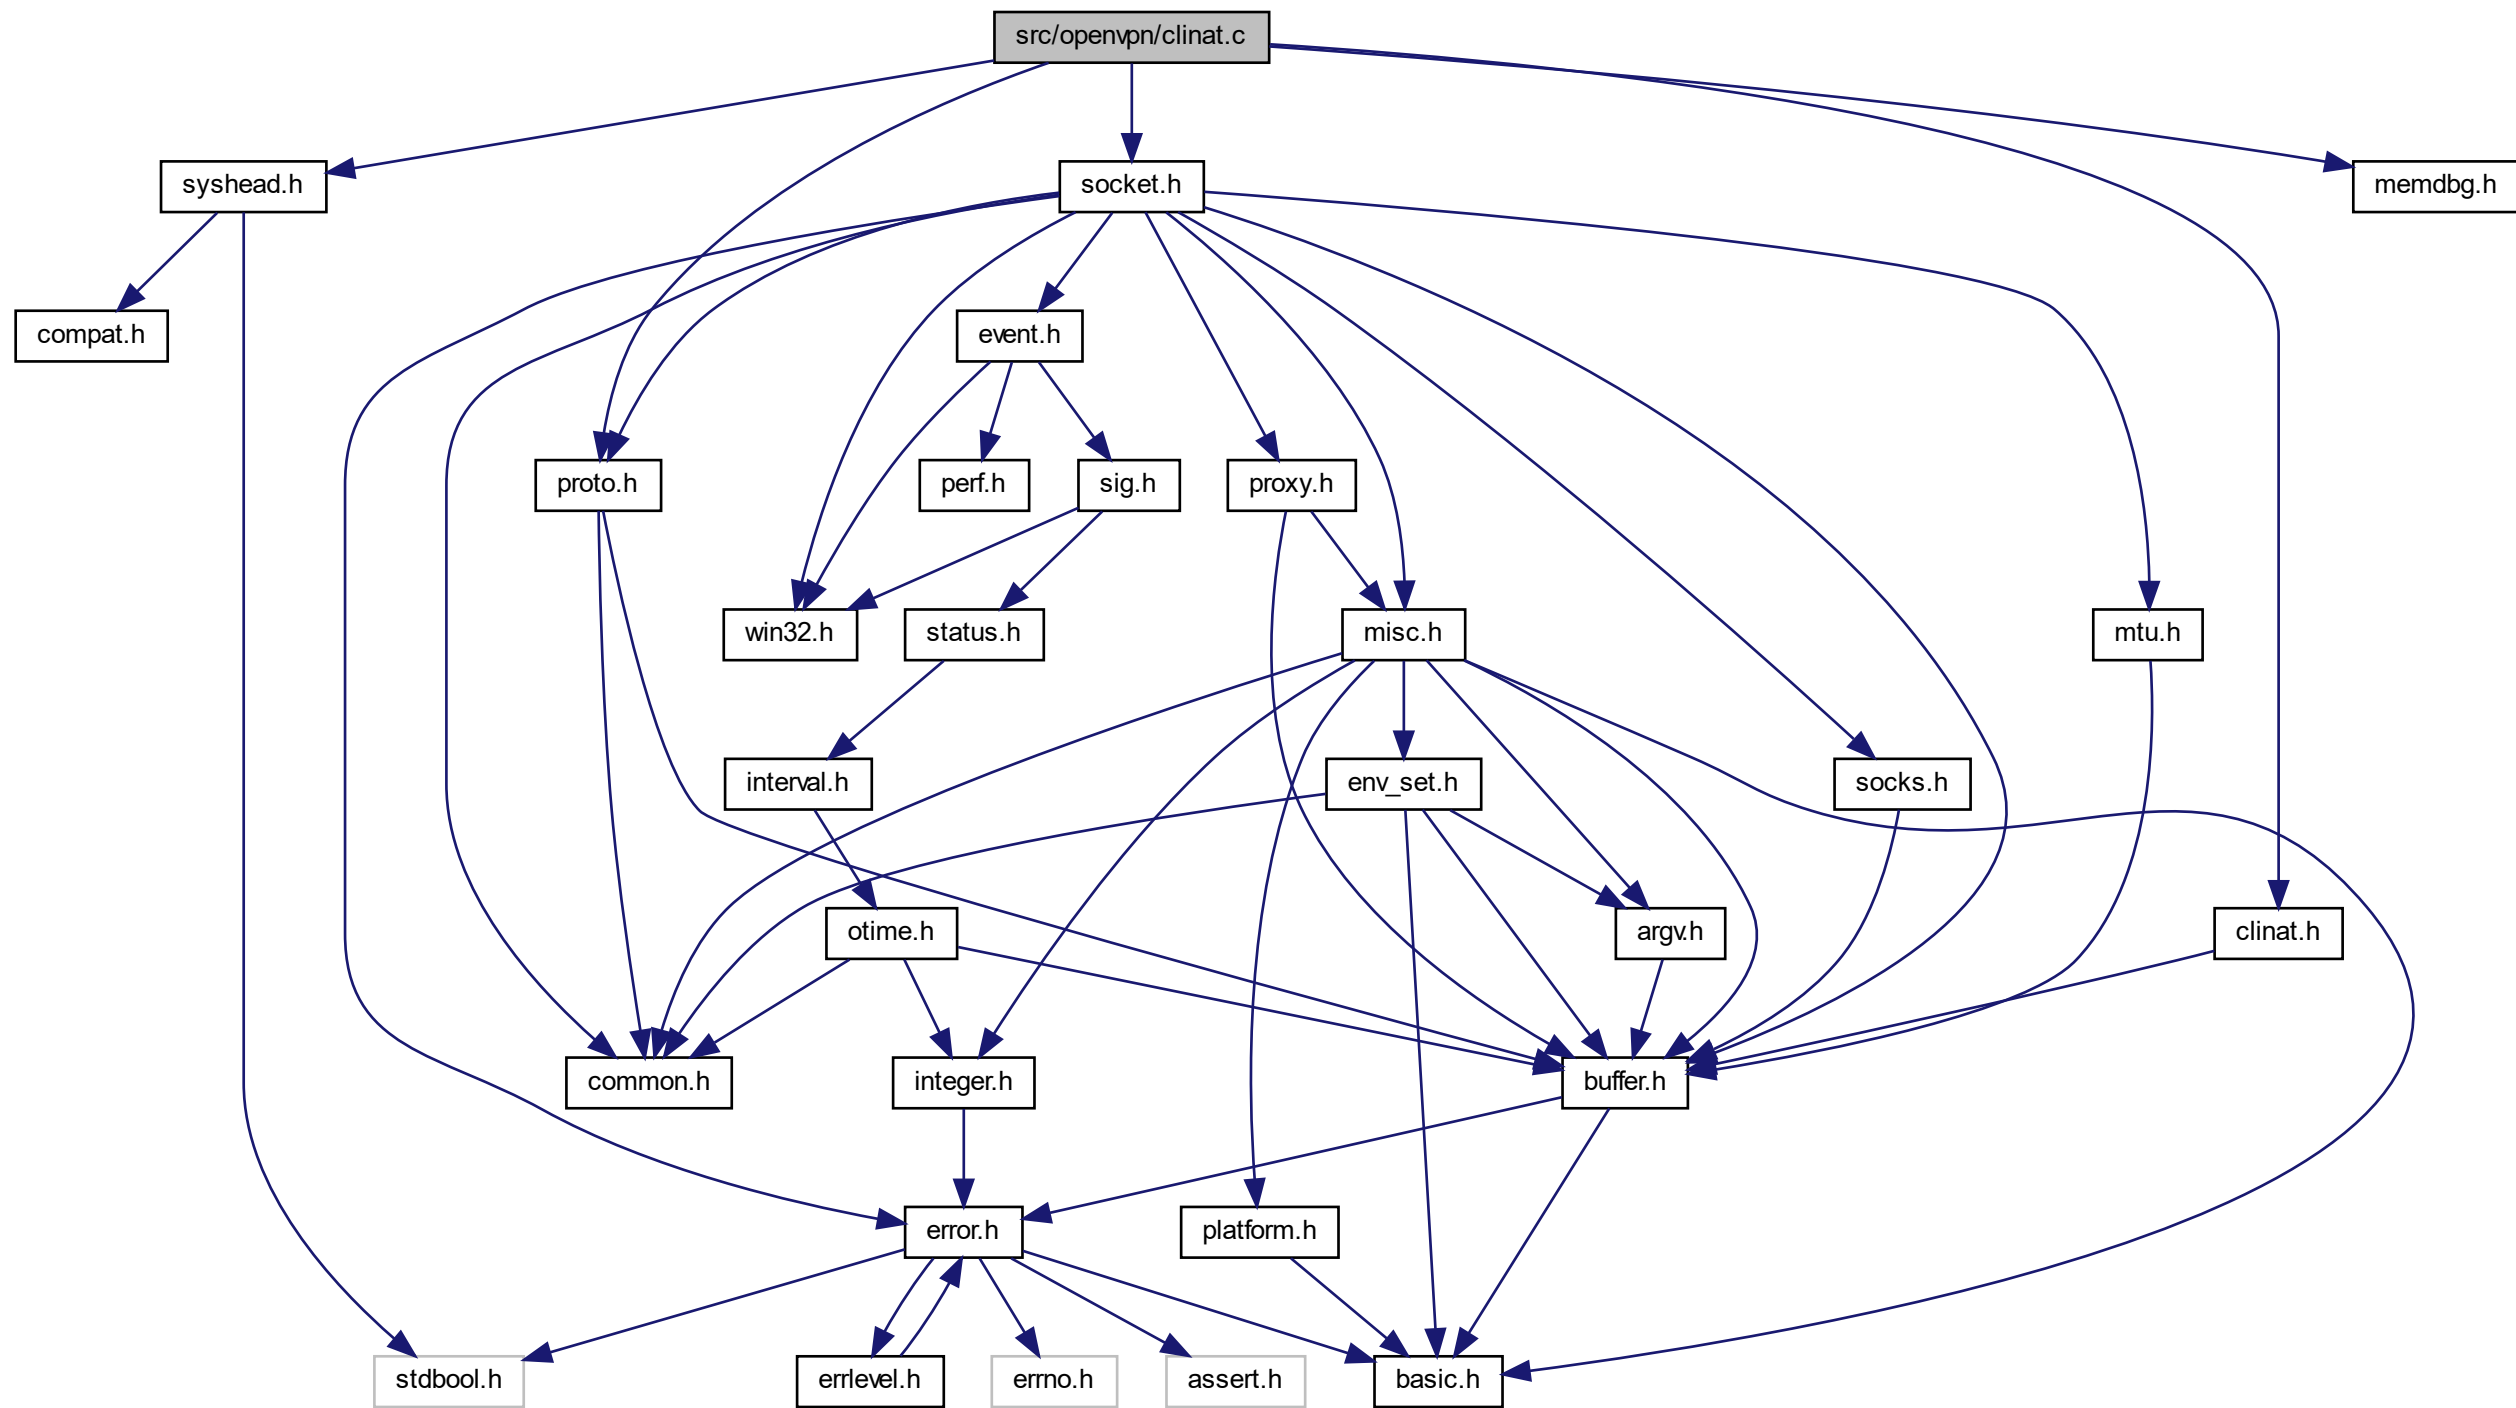 src/openvpn/clinat.c
syshead.h
socket.h
memdbg.h
compat.h
event.h
proto.h
perf.h
sig.h
proxy.h
win32.h
status.h
misc.h
mtu.h
interval.h
env_set.h
socks.h
otime.h
argv.h
clinat.h
common.h
integer.h
buffer.h
error.h
platform.h
stdbool.h
errlevel.h
errno.h
assert.h
basic.h